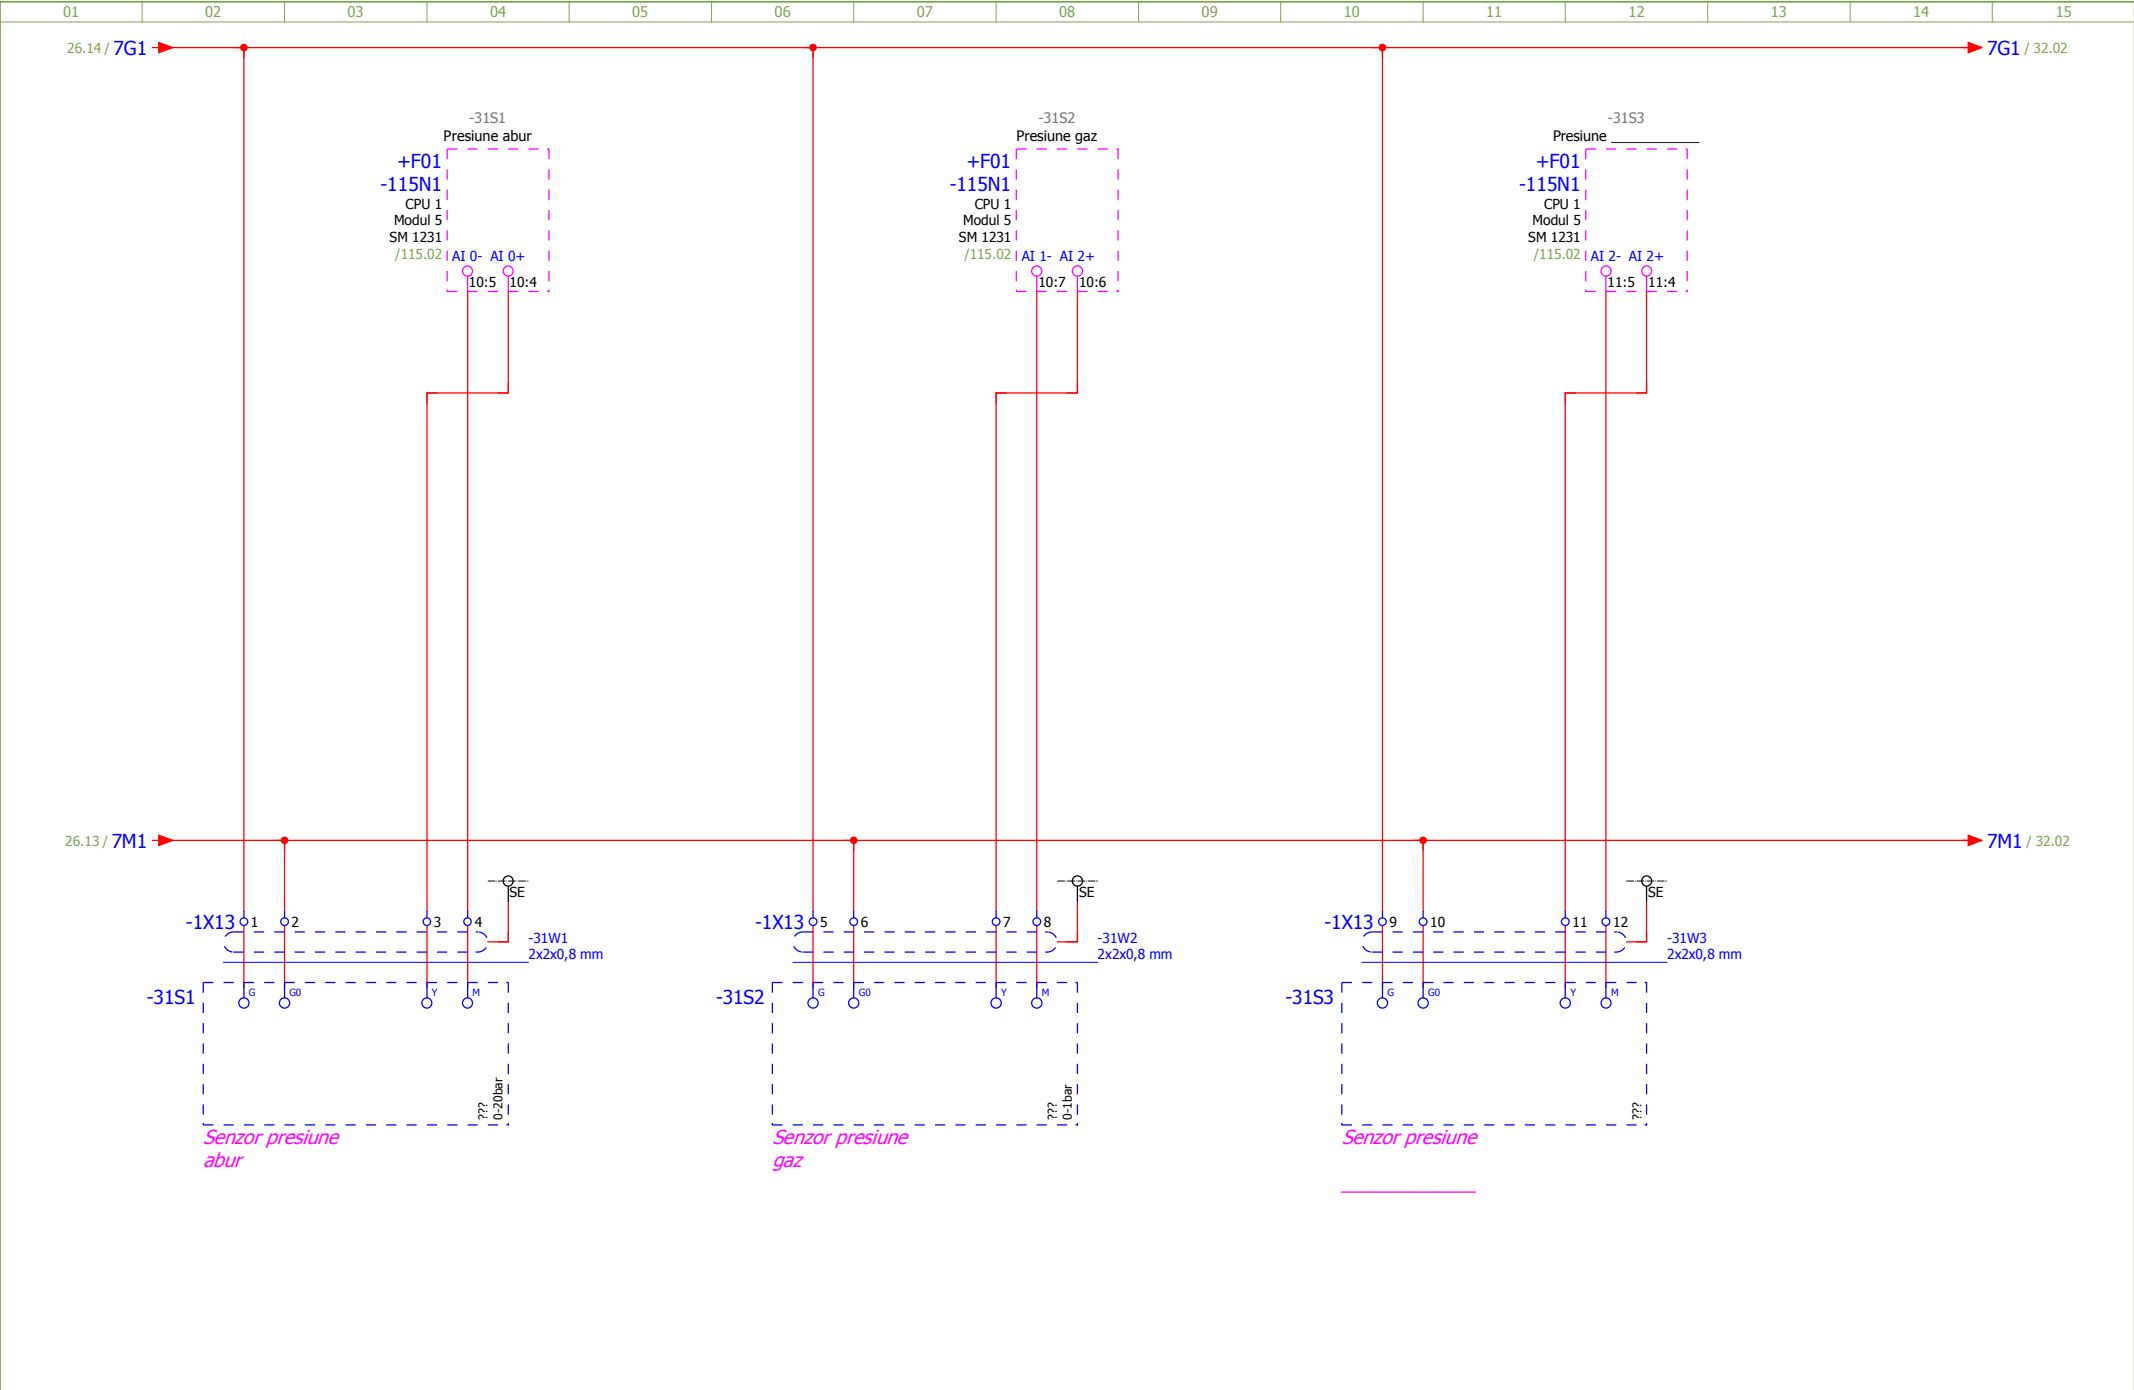 01 02 03 04 05 06 07 08 09 10 11 12 13 14 15
26.14 / 7G1
7G1 / 32.02
-31S1
Presiune abur
+F01
-115N1
CPU 1
Modul 5
SM 1231
/115.02
AI 0- AI 0+
10:5 10:4
-31S2
Presiune gaz
+F01
-115N1
CPU 1
Modul 5
SM 1231
/115.02
AI 1- AI 2+
10:7 10:6
-31S3
Presiune ____________
+F01
-115N1
CPU 1
Modul 5
SM 1231
/115.02
AI 2- AI 2+
11:5 11:4
26.13 / 7M1
7M1 / 32.02
SE
-1X13 1 2 3 4
-31W1
2x2x0,8 mm
-31S1
G G0 Y M
???
0-20bar
Senzor presiune
abur
SE
-1X13 5 6 7 8
-31W2
2x2x0,8 mm
-31S2
G G0 Y M
???
0-1bar
Senzor presiune
gaz
SE
-1X13 9 10 11 12
-31W3
2x2x0,8 mm
-31S3
G G0 Y M
???
Senzor presiune
____________